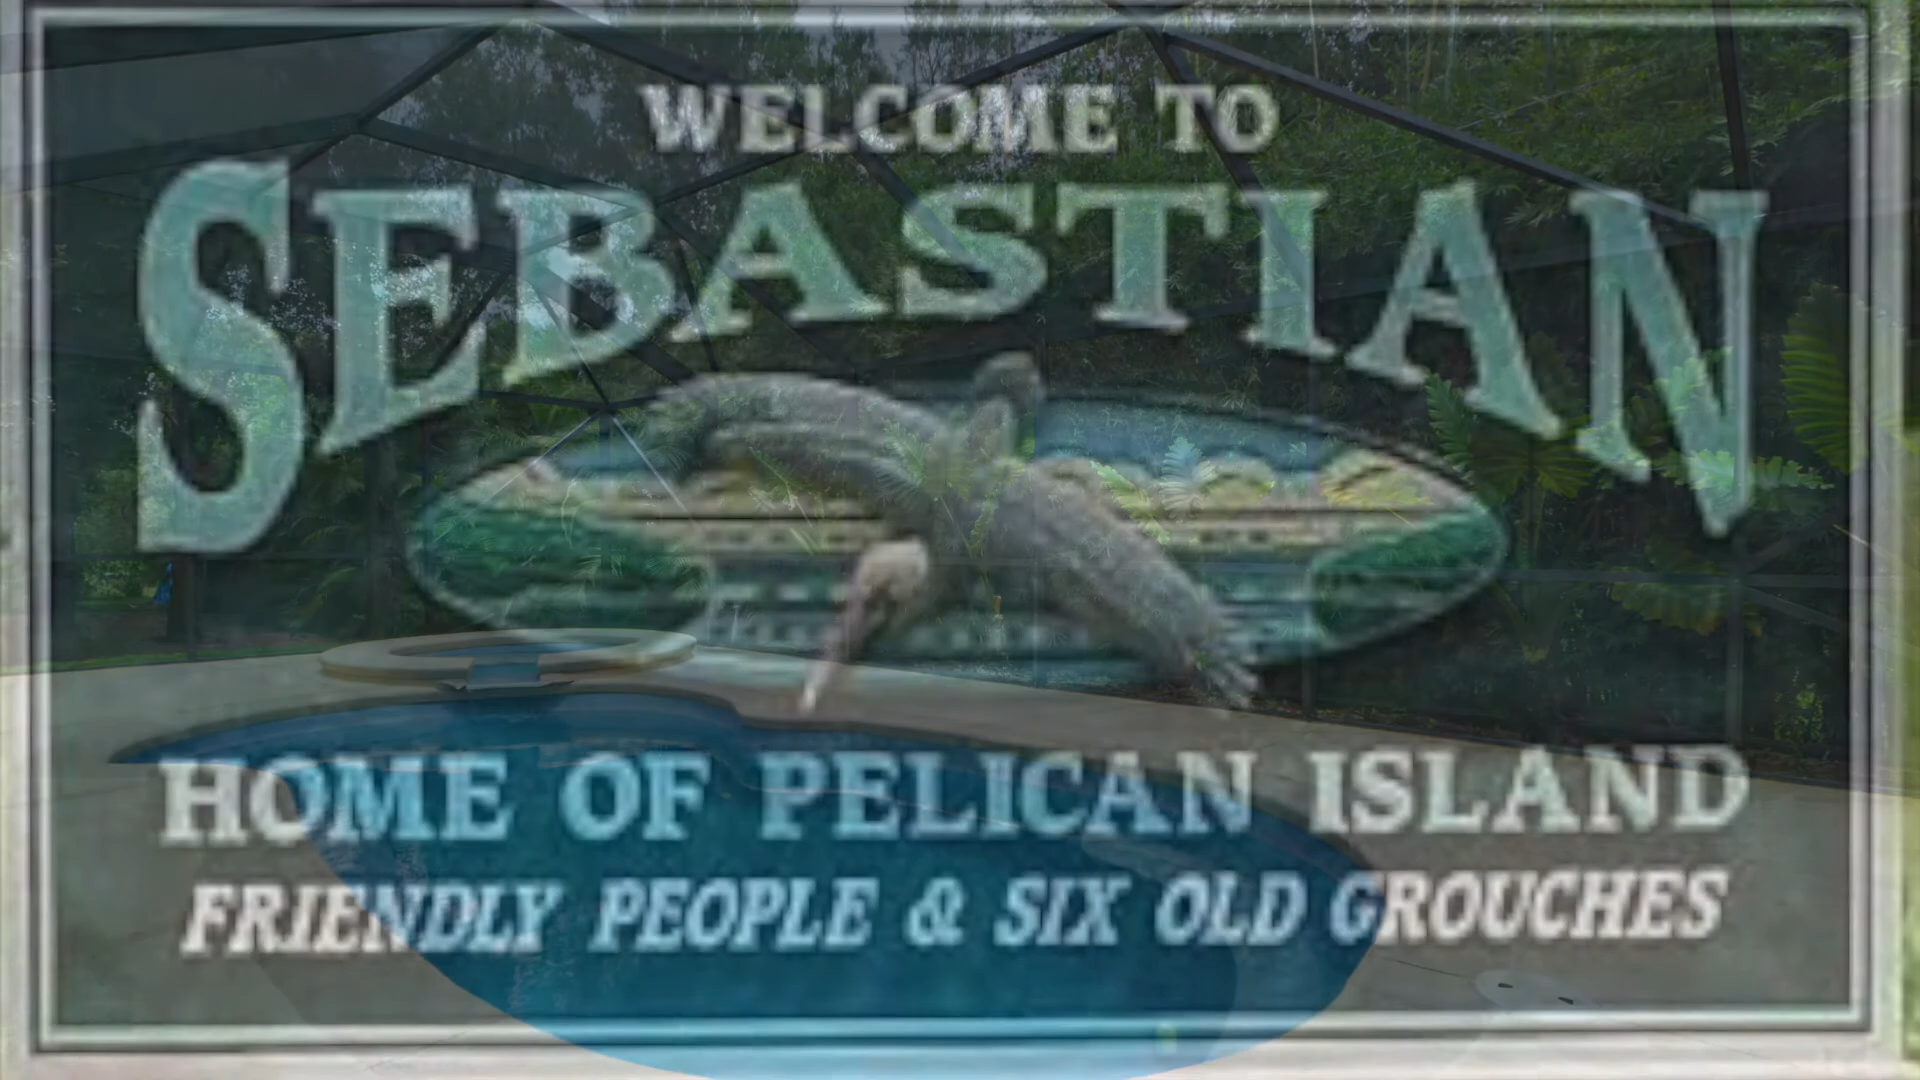 WELCOME TO
SEBASTIAN
HOME OF PELICAN ISLAND
FRIENDLY PEOPLE & SIX OLD GROUCHES